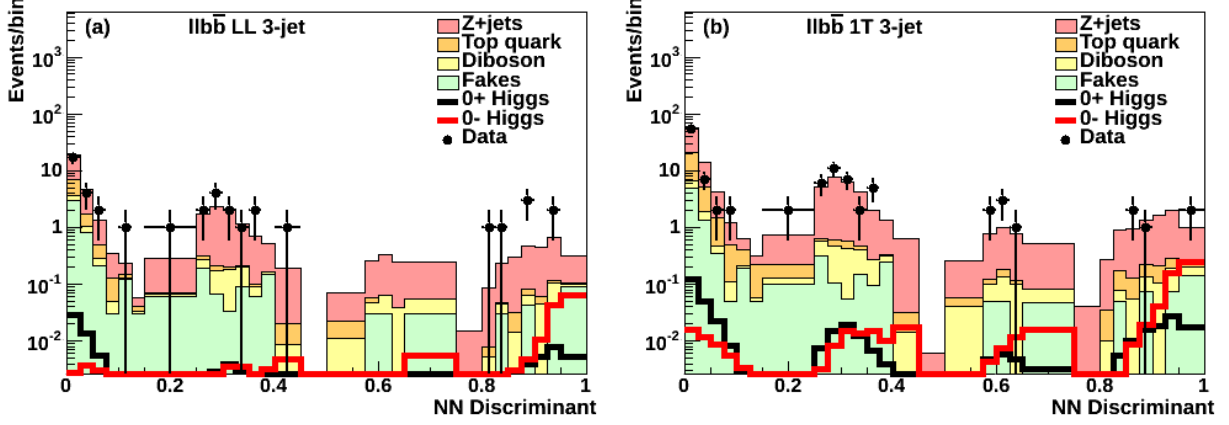 Events/bin
(a)
llbb̅ LL 3-jet
Z+jets
Top quark
Diboson
Fakes
0+ Higgs
0- Higgs
Data
10³
10²
10
1
10⁻¹
10⁻²
0 0.2 0.4 0.6 0.8 1
NN Discriminant
Events/bin
(b)
llbb̅ 1T 3-jet
Z+jets
Top quark
Diboson
Fakes
0+ Higgs
0- Higgs
Data
10³
10²
10
1
10⁻¹
10⁻²
0 0.2 0.4 0.6 0.8 1
NN Discriminant